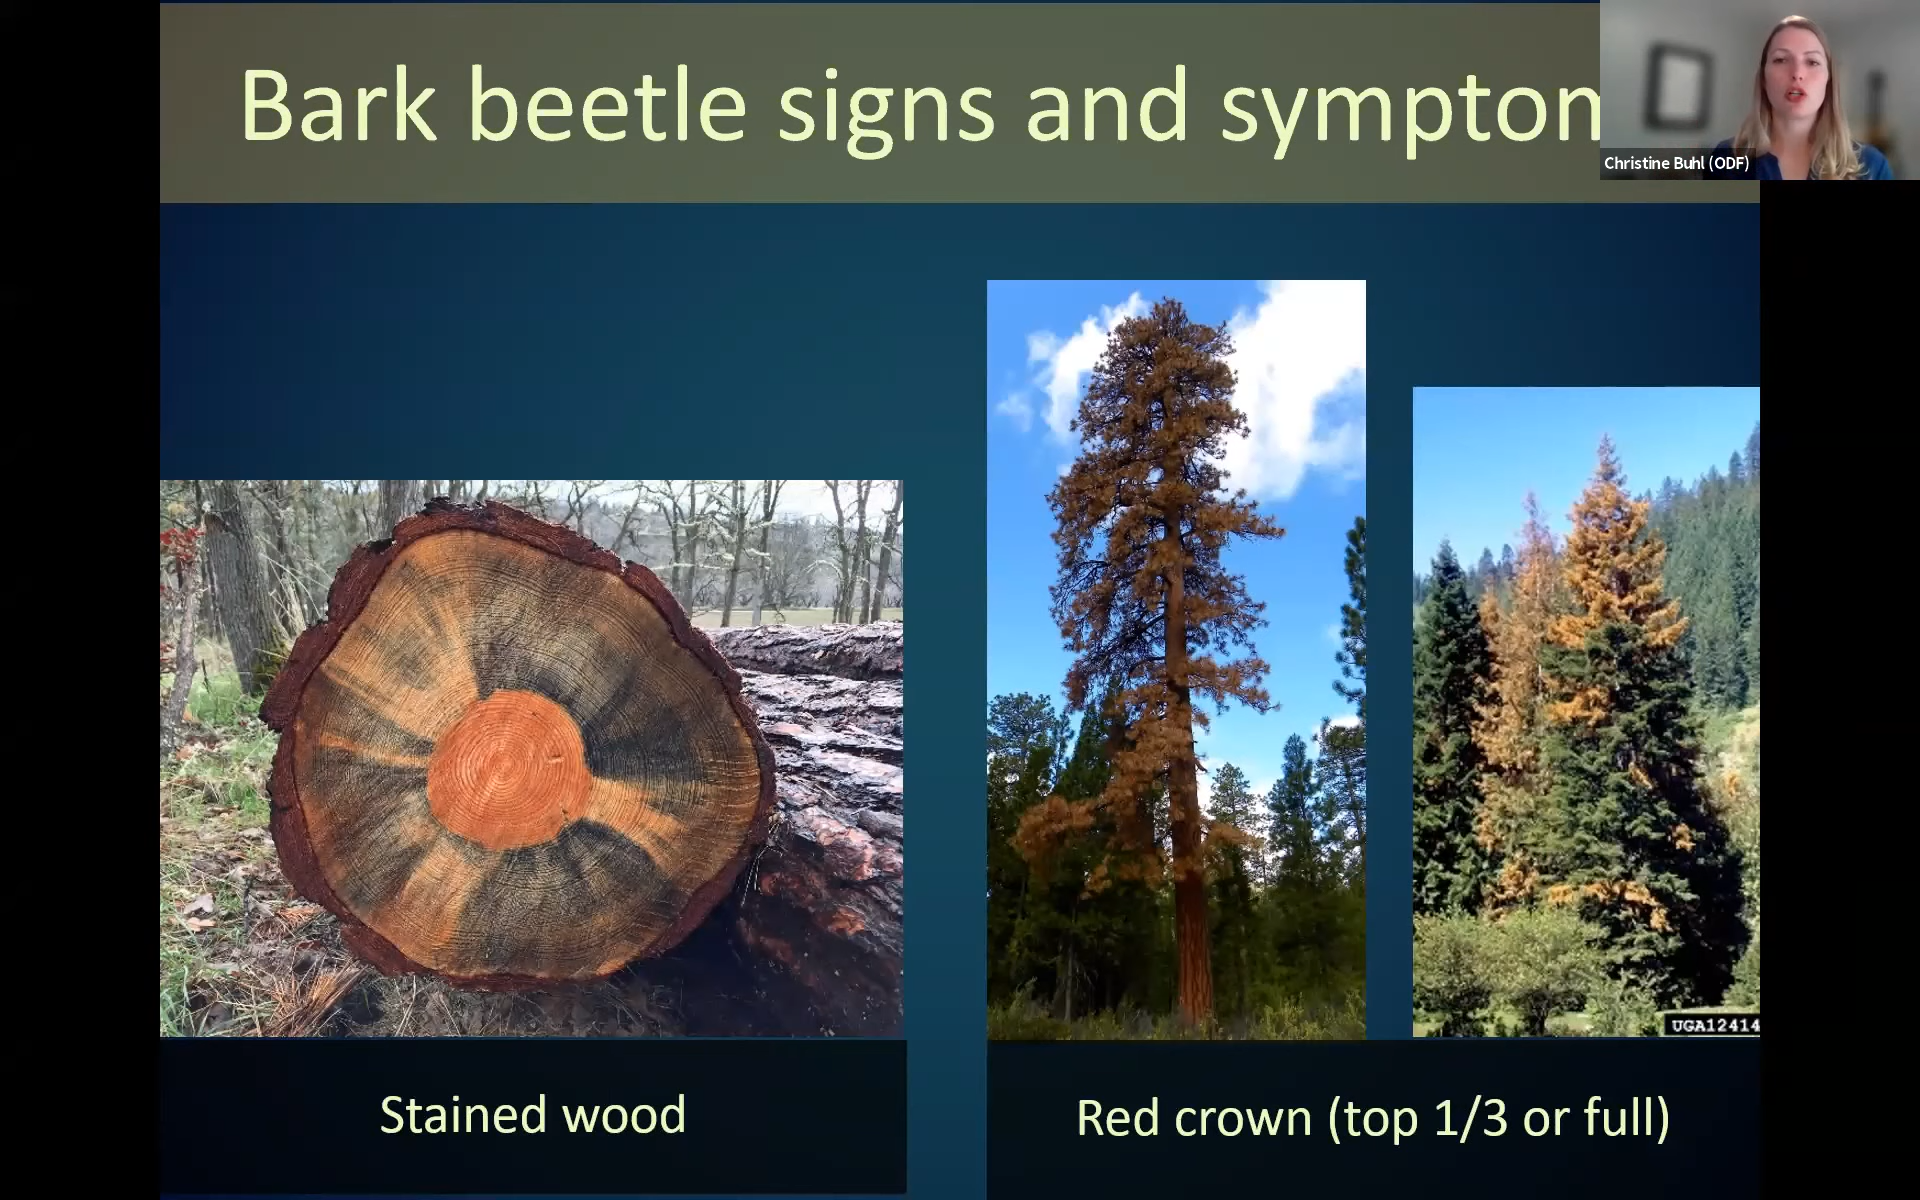 Bark beetle signs and symptom
Christine Buhl (ODF)
UGA12414
Stained wood
Red crown (top 1/3 or full)